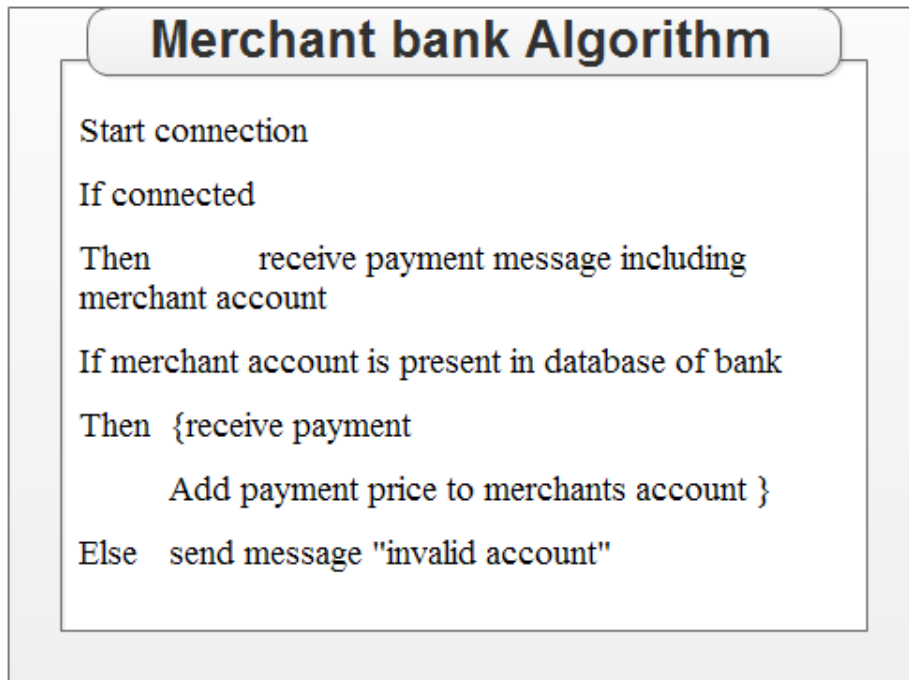 Merchant bank Algorithm
Start connection
If connected
Then receive payment message including
merchant account
If merchant account is present in database of bank
Then {receive payment
Add payment price to merchants account }
Else send message "invalid account"